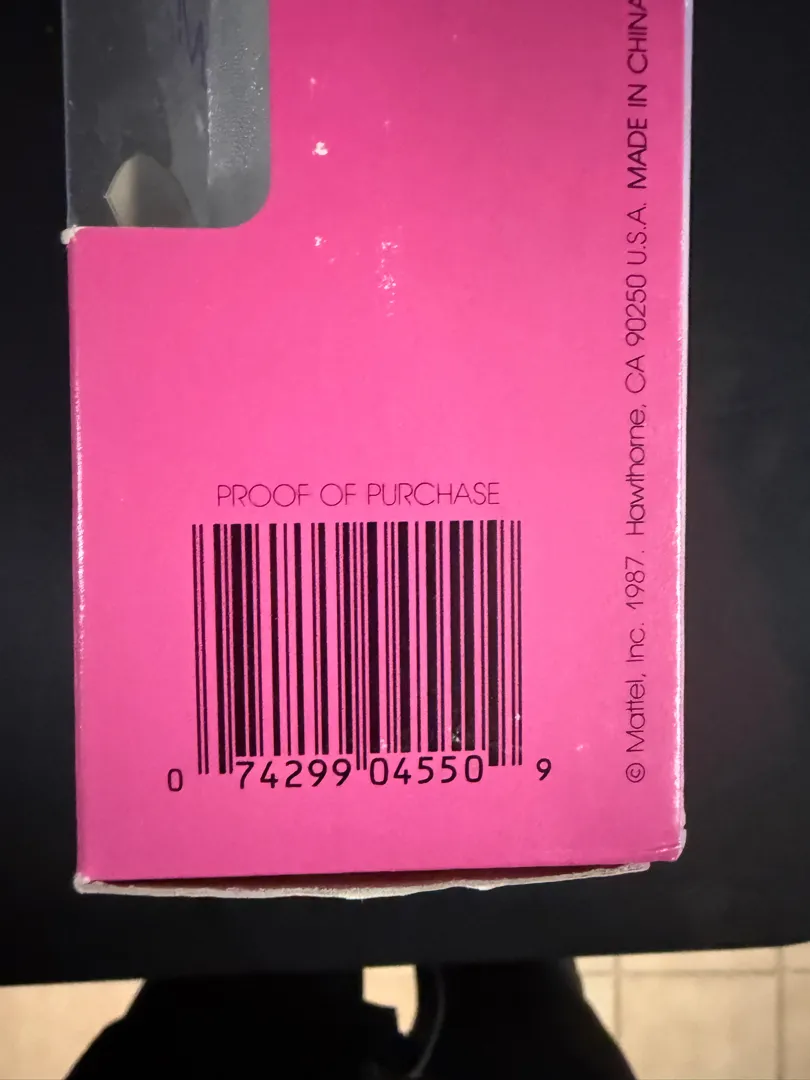 PROOF OF PURCHASE
0 74299 04550 9
© Mattel, Inc. 1987. Hawthorne, CA 90250 U.S.A. MADE IN CHINA